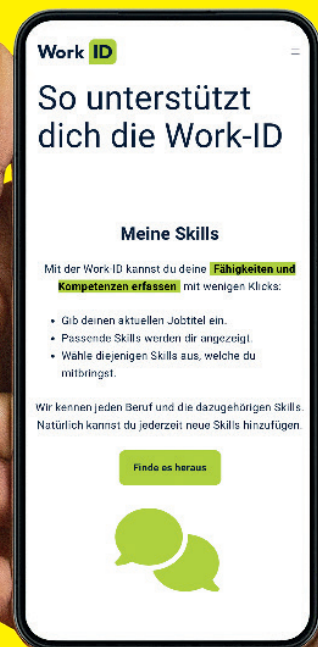 Work ID
So unterstützt
dich die Work-ID
Meine Skills
Mit der Work-ID kannst du deine Fähigkeiten und
Kompetenzen erfassen mit wenigen Klicks:
• Gib deinen aktuellen Jobtitel ein.
• Passende Skills werden dir angezeigt.
• Wähle diejenigen Skills aus, welche du
mitbringst.
Wir kennen jeden Beruf und die dazugehörigen Skills.
Natürlich kannst du jederzeit neue Skills hinzufügen.
Finde es heraus